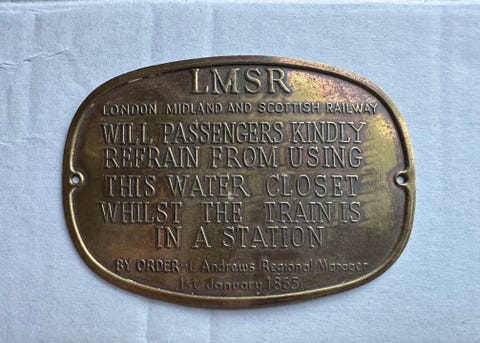 LMSR
LONDON MIDLAND AND SCOTTISH RAILWAY
WILL PASSENGERS KINDLY
REFRAIN FROM USING
THIS WATER CLOSET
WHILST THE TRAIN IS
IN A STATION
BY ORDER-I. Andrews Regional Manager
1st January 1835